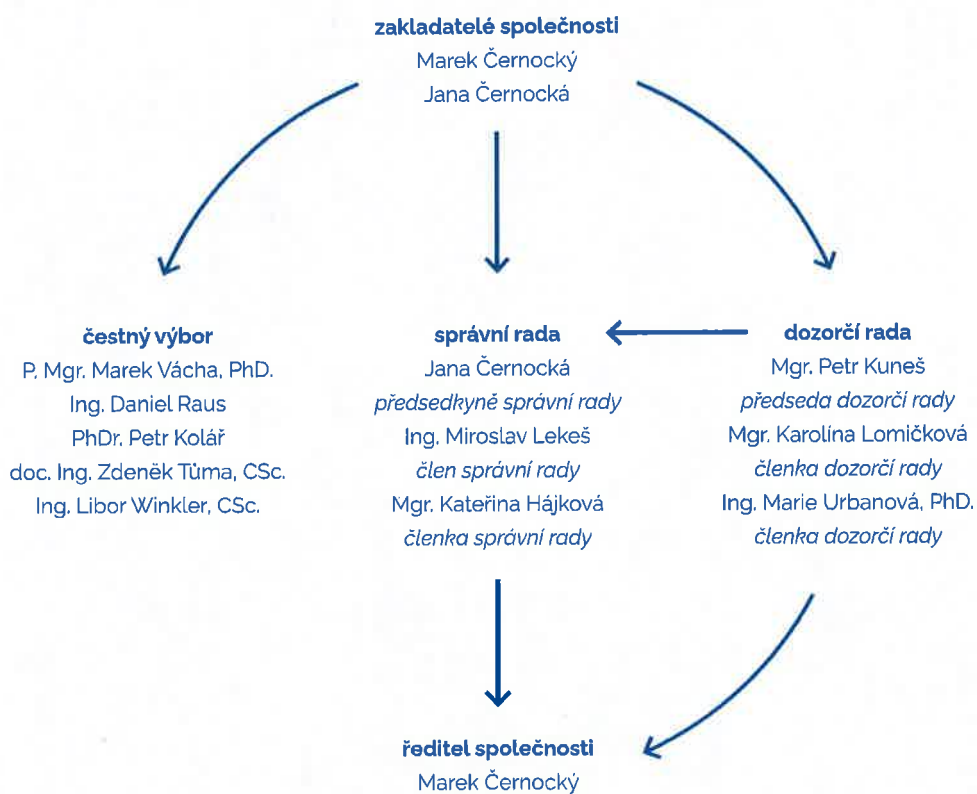 zakladatelé společnosti
Marek Černocký
Jana Černocká
čestný výbor
P. Mgr. Marek Vácha, PhD.
Ing. Daniel Raus
PhDr. Petr Kolář
doc. Ing. Zdeněk Tůma, CSc.
Ing. Libor Winkler, CSc.
správní rada
Jana Černocká
předsedkyně správní rady
Ing. Miroslav Lekeš
člen správní rady
Mgr. Kateřina Hájková
členka správní rady
dozorčí rada
Mgr. Petr Kuneš
předseda dozorčí rady
Mgr. Karolína Lomičková
členka dozorčí rady
Ing. Marie Urbanová, PhD.
členka dozorčí rady
ředitel společnosti
Marek Černocký